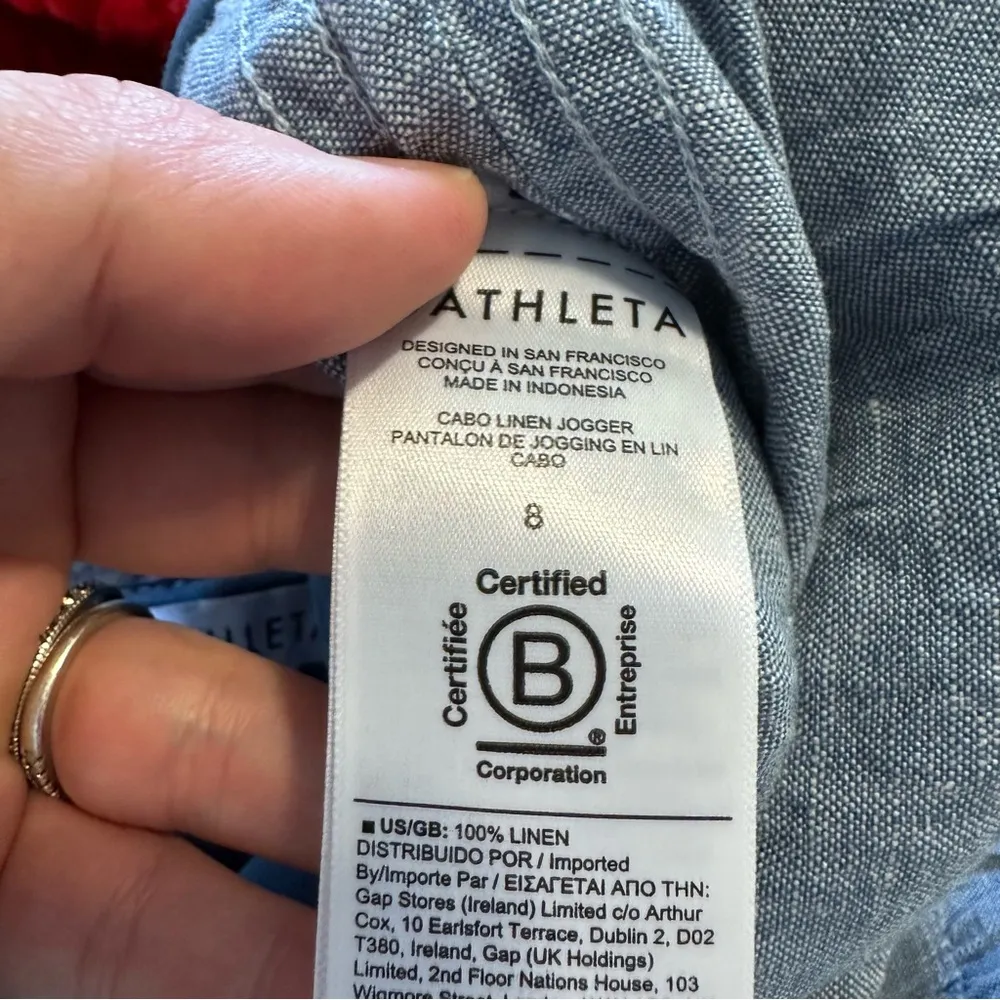 ATHLETA
DESIGNED IN SAN FRANCISCO
CONÇU À SAN FRANCISCO
MADE IN INDONESIA
CABO LINEN JOGGER
PANTALON DE JOGGING EN LIN
CABO
8
Certified
Certifiée
B
Entreprise
®
Corporation
■ US/GB: 100% LINEN
DISTRIBUIDO POR / Imported
By/Importe Par / ΕΙΣΑΓΕΤΑΙ ΑΠΟ ΤΗΝ:
Gap Stores (Ireland) Limited c/o Arthur
Cox, 10 Earlsfort Terrace, Dublin 2, D02
T380, Ireland, Gap (UK Holdings)
Limited, 2nd Floor Nations House, 103
Wigmore Street,